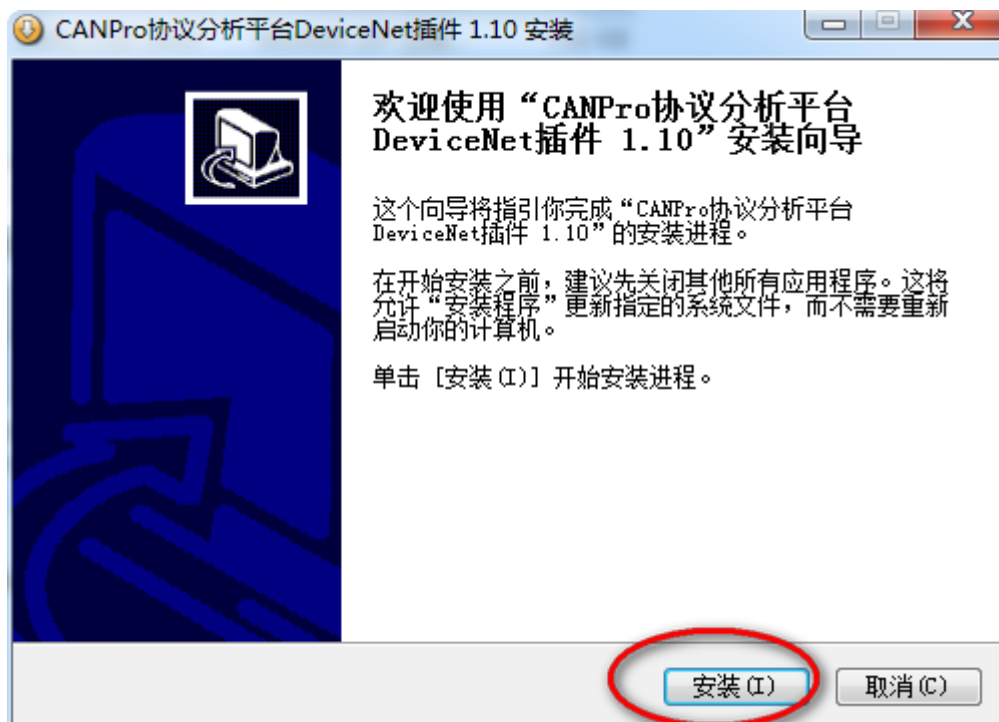 CANPro协议分析平台DeviceNet插件 1.10 安装
欢迎使用“CANPro协议分析平台
DeviceNet插件 1.10”安装向导
这个向导将指引你完成“CANPro协议分析平台
DeviceNet插件 1.10”的安装进程。
在开始安装之前，建议先关闭其他所有应用程序。这将
允许“安装程序”更新指定的系统文件，而不需要重新
启动你的计算机。
单击 [安装(I)] 开始安装进程。
安装(I)
取消(C)